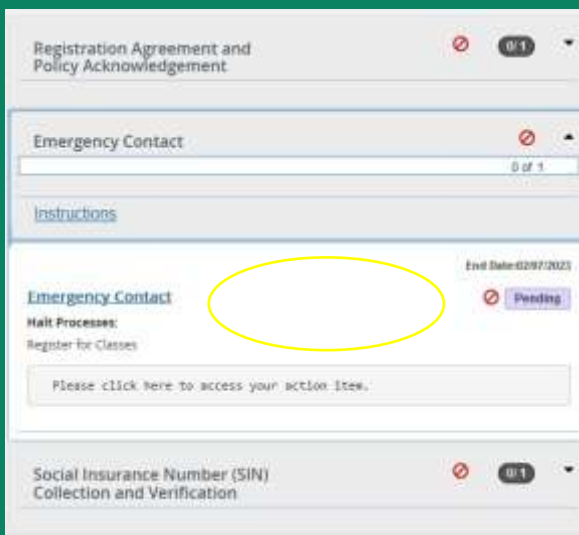 Registration Agreement and
Policy Acknowledgement
0/1
Emergency Contact
0 of 1
Instructions
End Date:02/07/2023
Emergency Contact
Pending
Halt Processes:
Register for Classes
Please click here to access your action item.
Social Insurance Number (SIN)
Collection and Verification
0/1